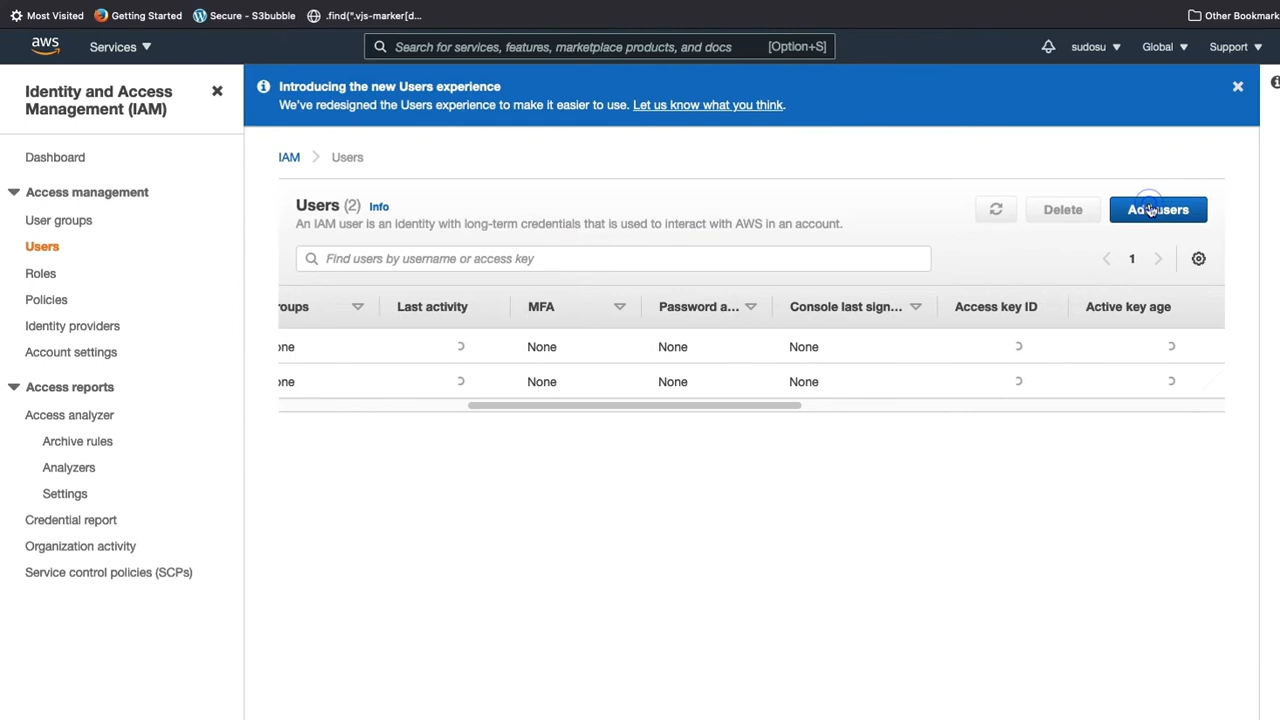 Most Visited
Getting Started
Secure - S3bubble
.find(".vjs-marker[d...
Other Bookmark
aws
Services
Search for services, features, marketplace products, and docs
[Option+S]
sudosu
Global
Support
Identity and Access
Management (IAM)
Dashboard
Access management
User groups
Users
Roles
Policies
Identity providers
Account settings
Access reports
Access analyzer
Archive rules
Analyzers
Settings
Credential report
Organization activity
Service control policies (SCPs)
Introducing the new Users experience
We've redesigned the Users experience to make it easier to use. Let us know what you think.
IAM
Users
Users (2) Info
An IAM user is an identity with long-term credentials that is used to interact with AWS in an account.
Delete
Add users
Find users by username or access key
1
roups
Last activity
MFA
Password a...
Console last sign...
Access key ID
Active key age
one
None
None
None
one
None
None
None